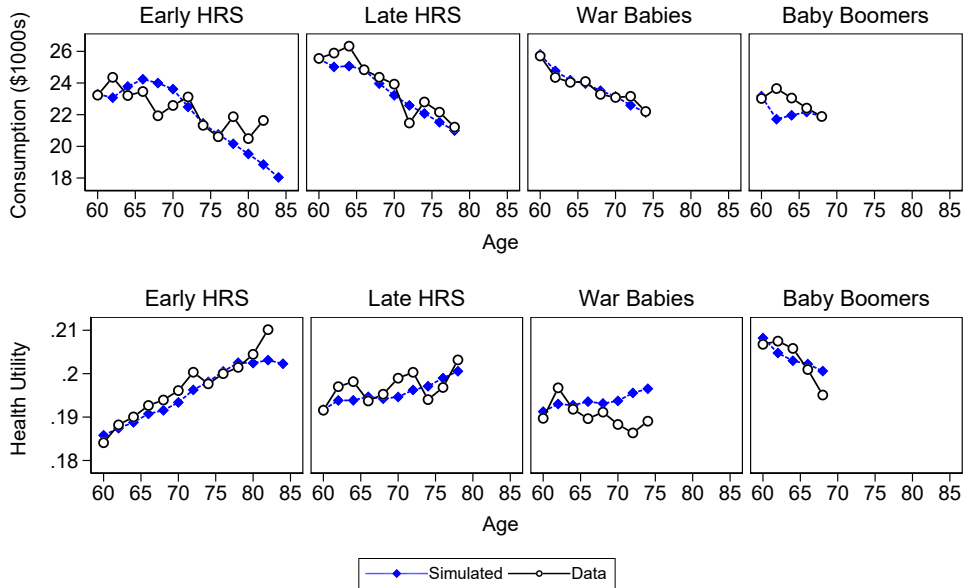 Early HRS Late HRS War Babies Baby Boomers
Consumption ($1000s)
26
24
22
20
18
60 65 70 75 80 85 60 65 70 75 80 85 60 65 70 75 80 85 60 65 70 75 80 85
Age
Early HRS Late HRS War Babies Baby Boomers
Health Utility
.21
.2
.19
.18
60 65 70 75 80 85 60 65 70 75 80 85 60 65 70 75 80 85 60 65 70 75 80 85
Age
Simulated Data